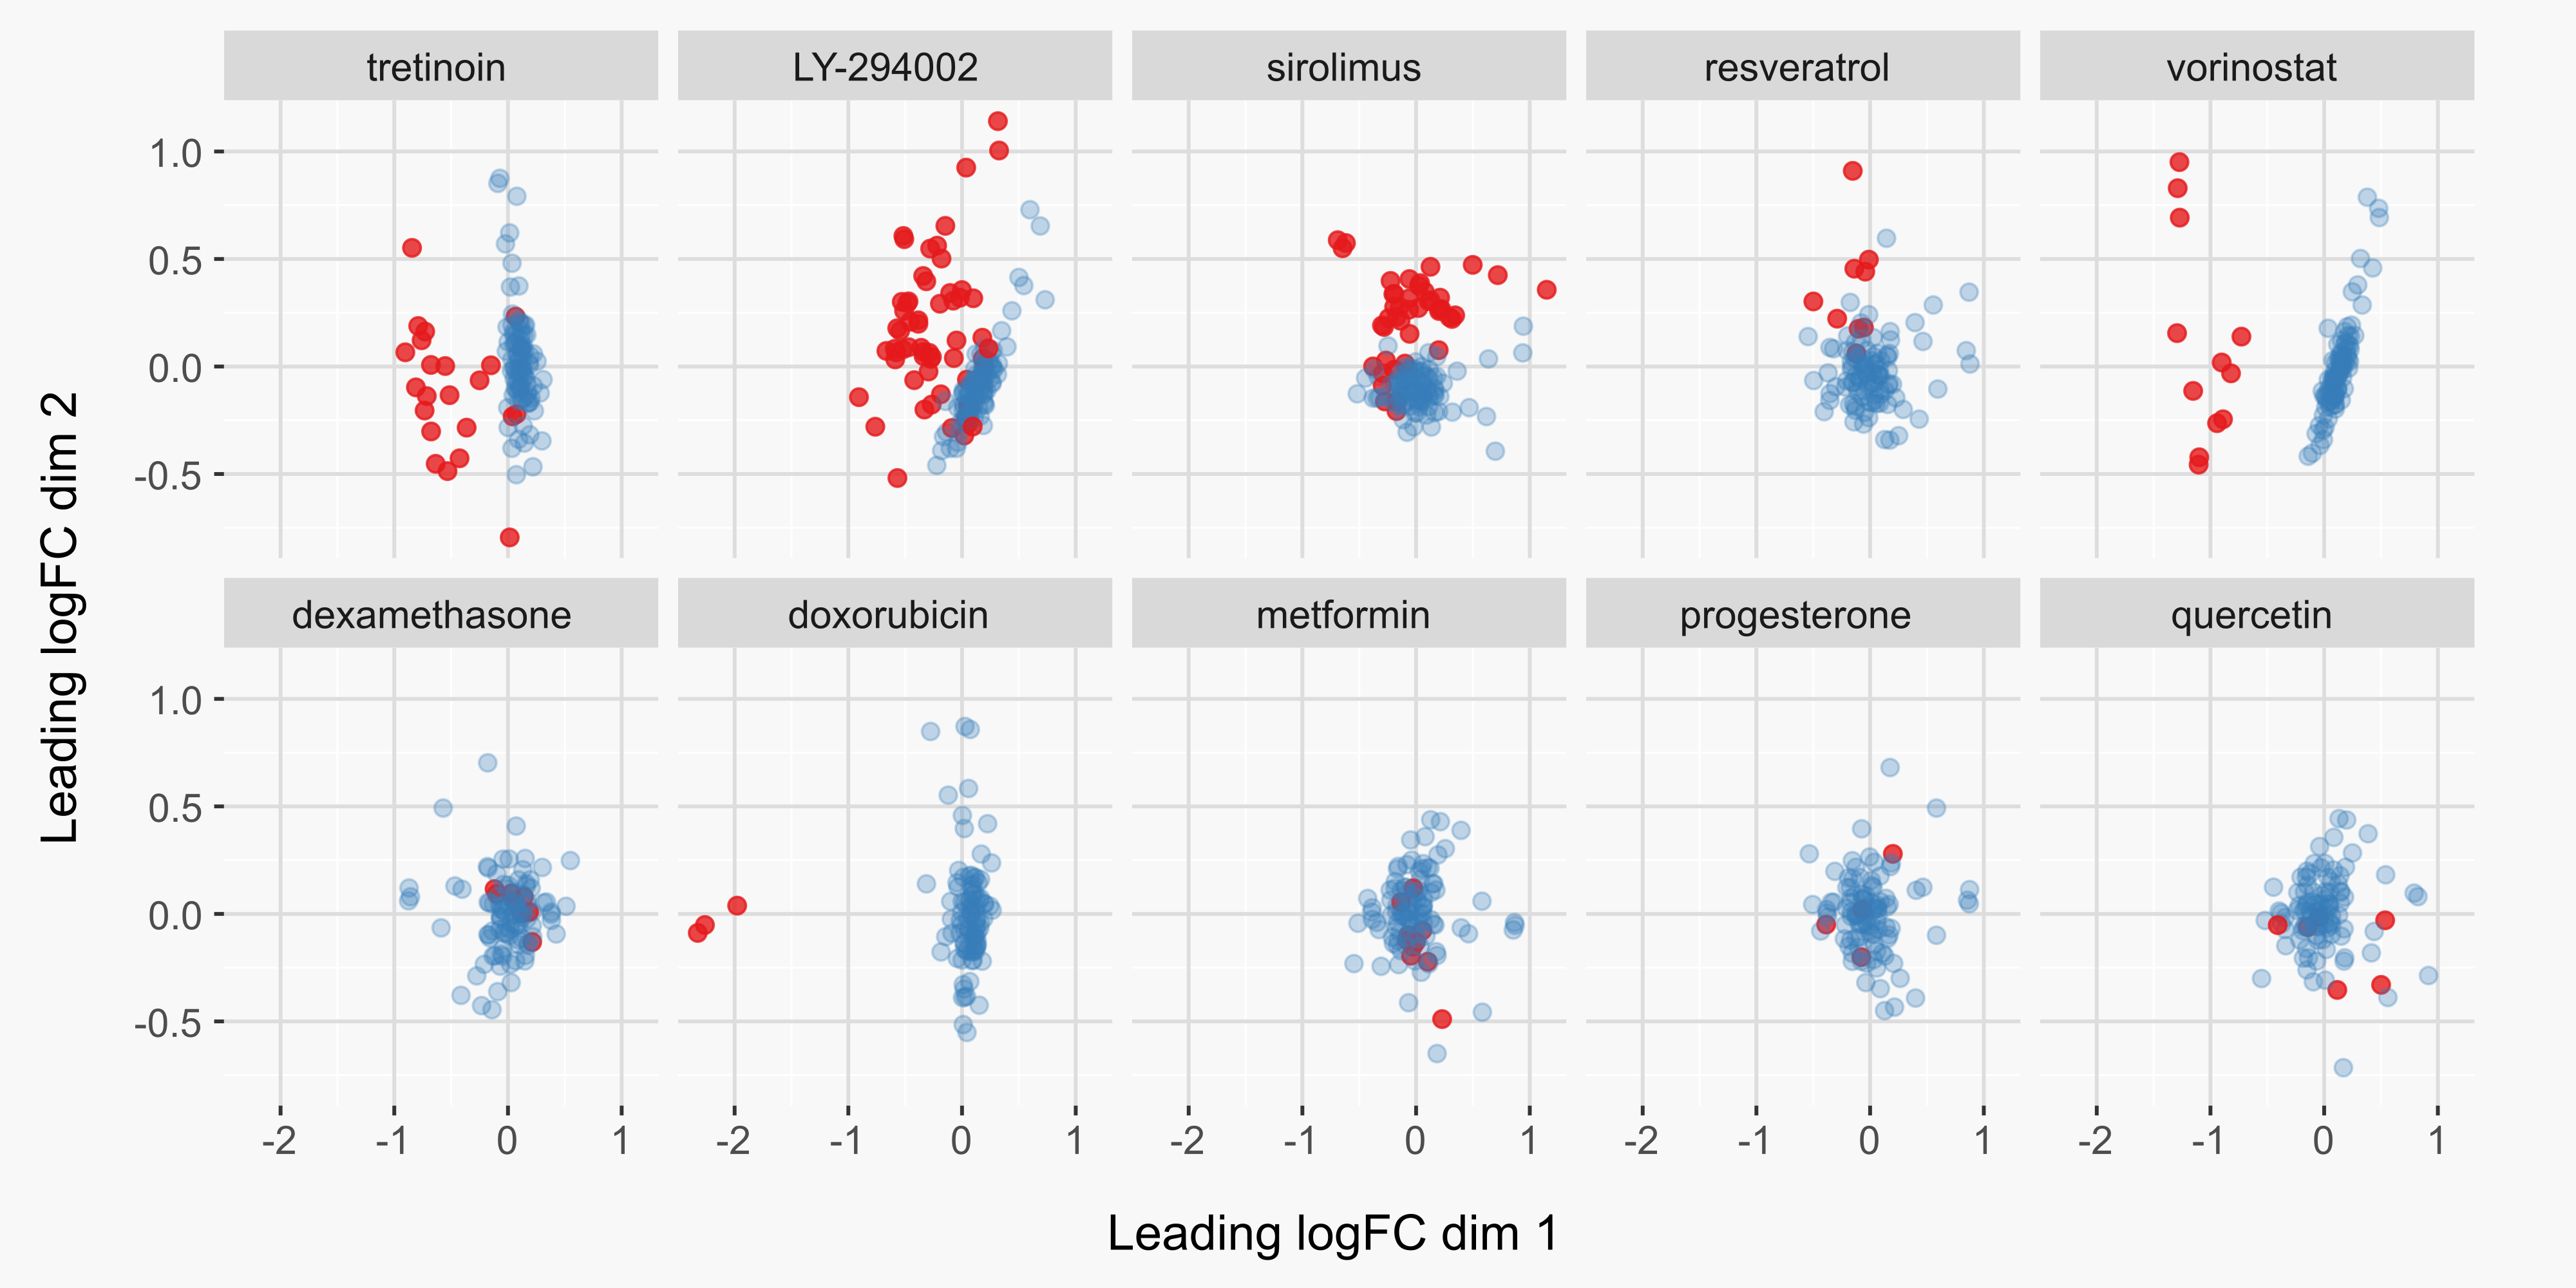 tretinoin LY-294002 sirolimus resveratrol vorinostat
1.0
0.5
0.0
-0.5
dexamethasone doxorubicin metformin progesterone quercetin
1.0
0.5
0.0
-0.5
-2 -1 0 1 -2 -1 0 1 -2 -1 0 1 -2 -1 0 1 -2 -1 0 1
Leading logFC dim 1
Leading logFC dim 2